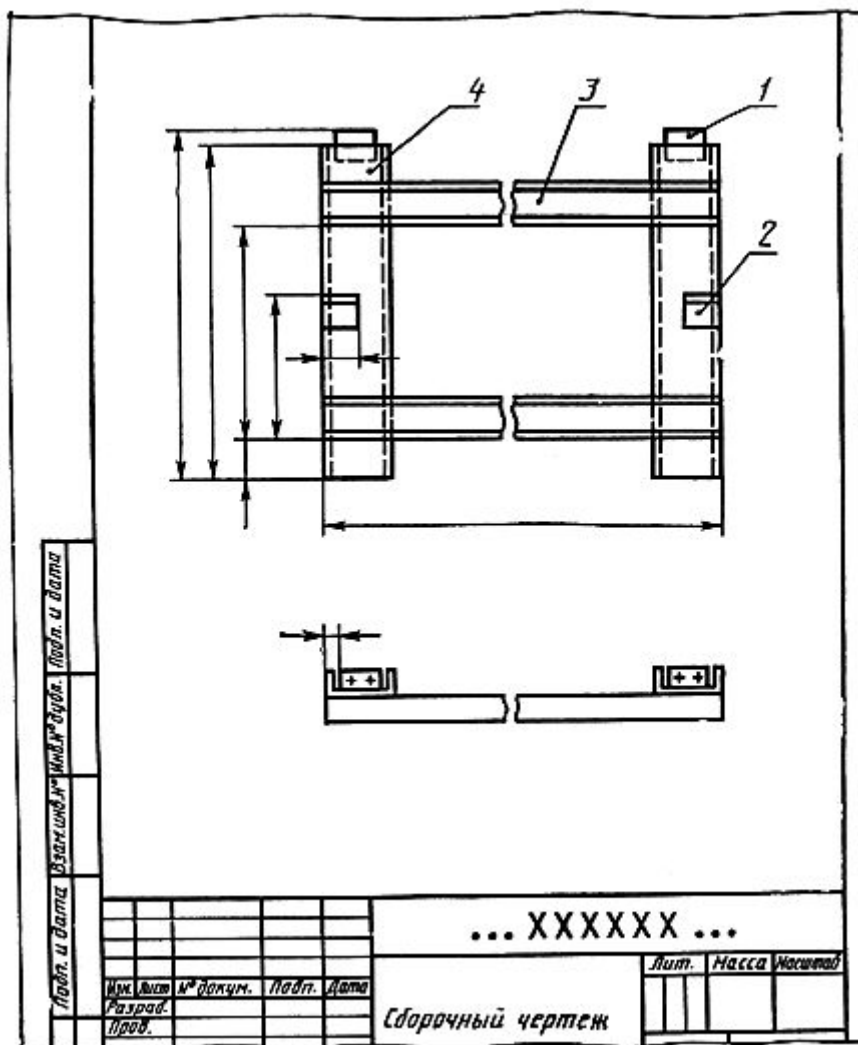 4 3 1
2
Подп. и дата
Инв.№ дубл.
Взам.инв.№
Подп. и дата
... XXXXXX ...
Лит. Масса Масштаб
Изм. Лист № докум. Подп. Дата
Разраб.
Пров.
Сборочный чертеж